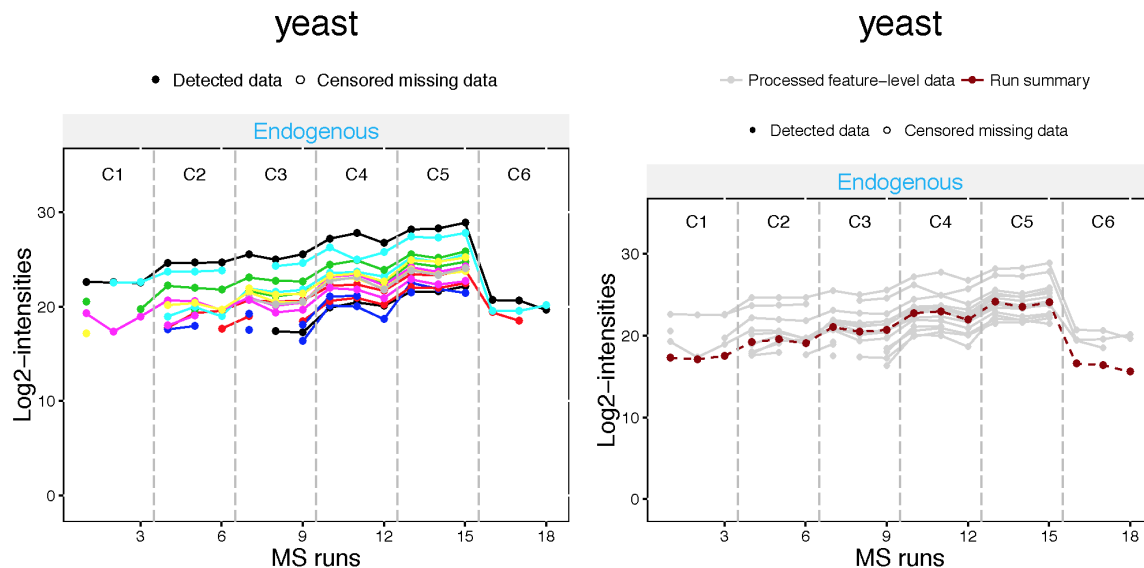 yeast
Detected data Censored missing data
Endogenous
C1 C2 C3 C4 C5 C6
30
20
10
0
Log2−intensities
3 6 9 12 15 18
MS runs
yeast
Processed feature−level data Run summary
Detected data Censored missing data
Endogenous
C1 C2 C3 C4 C5 C6
30
20
10
0
Log2−intensities
3 6 9 12 15 18
MS runs